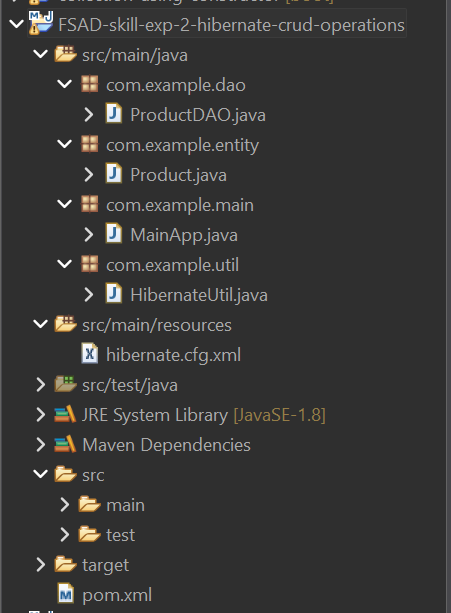 FSAD-skill-exp-2-hibernate-crud-operations
src/main/java
com.example.dao
ProductDAO.java
com.example.entity
Product.java
com.example.main
MainApp.java
com.example.util
HibernateUtil.java
src/main/resources
hibernate.cfg.xml
src/test/java
JRE System Library [JavaSE-1.8]
Maven Dependencies
src
main
test
target
pom.xml